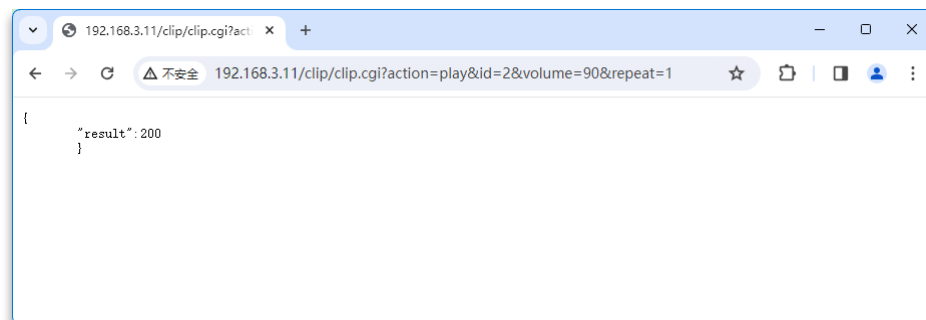 192.168.3.11/clip/clip.cgi?acti
不安全 192.168.3.11/clip/clip.cgi?action=play&id=2&volume=90&repeat=1
{
"result":200
}